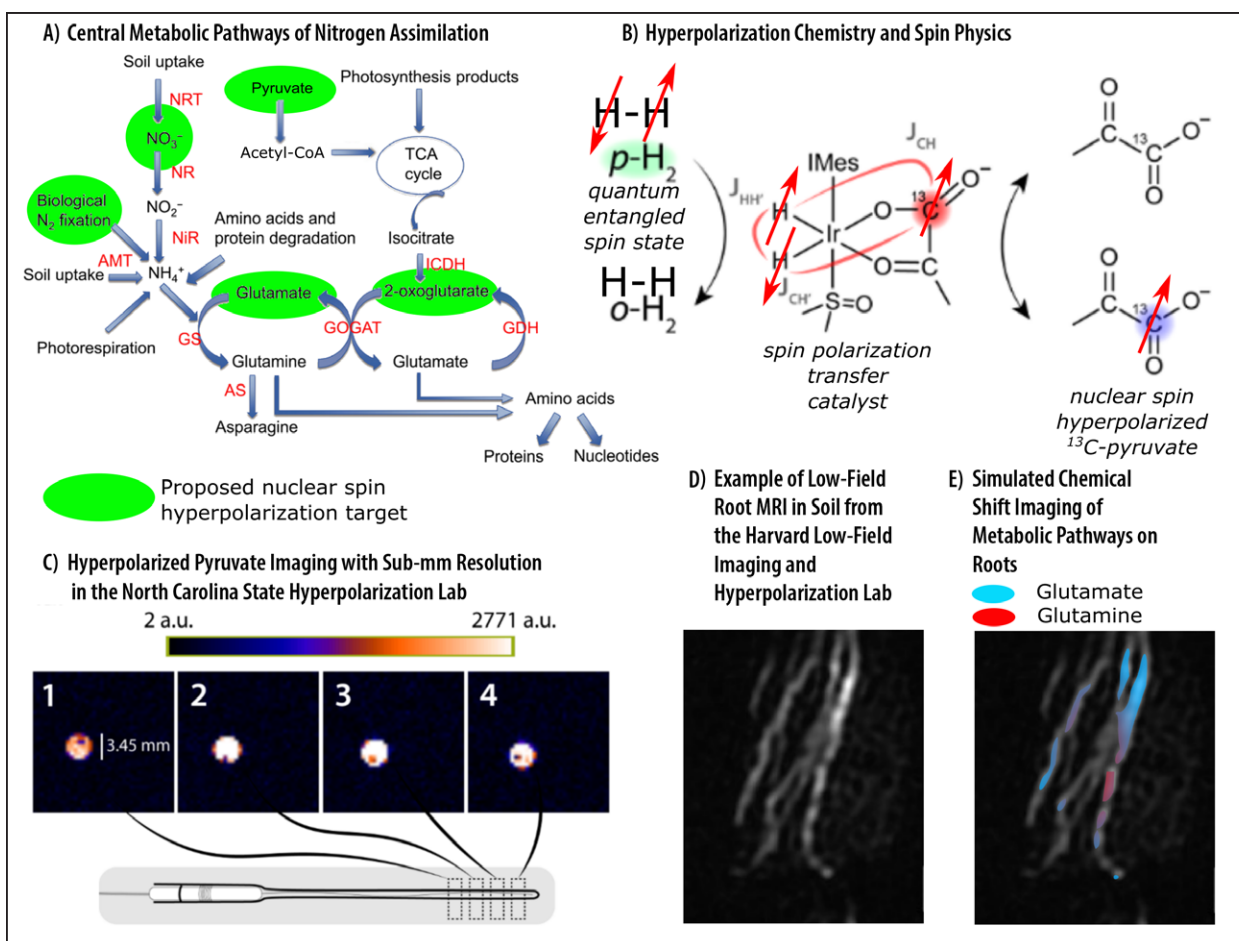 A) Central Metabolic Pathways of Nitrogen Assimilation
Soil uptake
NRT
NO₃⁻
NR
NO₂⁻
NiR
Biological
N₂ fixation
AMT
Soil uptake
NH₄⁺
Photorespiration
Amino acids and
protein degradation
Pyruvate
Acetyl-CoA
Photosynthesis products
TCA
cycle
Isocitrate
ICDH
2-oxoglutarate
Glutamate
GS
GOGAT
GDH
Glutamine
Glutamate
AS
Asparagine
Amino acids
Proteins
Nucleotides
Proposed nuclear spin
hyperpolarization target
B) Hyperpolarization Chemistry and Spin Physics
H-H
p-H₂
quantum
entangled
spin state
H-H
o-H₂
J_HH'
J_CH
J_CH'
IMes
H
H
Ir
O
O
S=O
13C
O⁻
O
spin polarization
transfer
catalyst
O
13C
O⁻
O
O
13C
O⁻
O
nuclear spin
hyperpolarized
¹³C-pyruvate
C) Hyperpolarized Pyruvate Imaging with Sub-mm Resolution
in the North Carolina State Hyperpolarization Lab
2 a.u.
2771 a.u.
1
3.45 mm
2
3
4
D) Example of Low-Field
Root MRI in Soil from
the Harvard Low-Field
Imaging and
Hyperpolarization Lab
E) Simulated Chemical
Shift Imaging of
Metabolic Pathways on
Roots
Glutamate
Glutamine